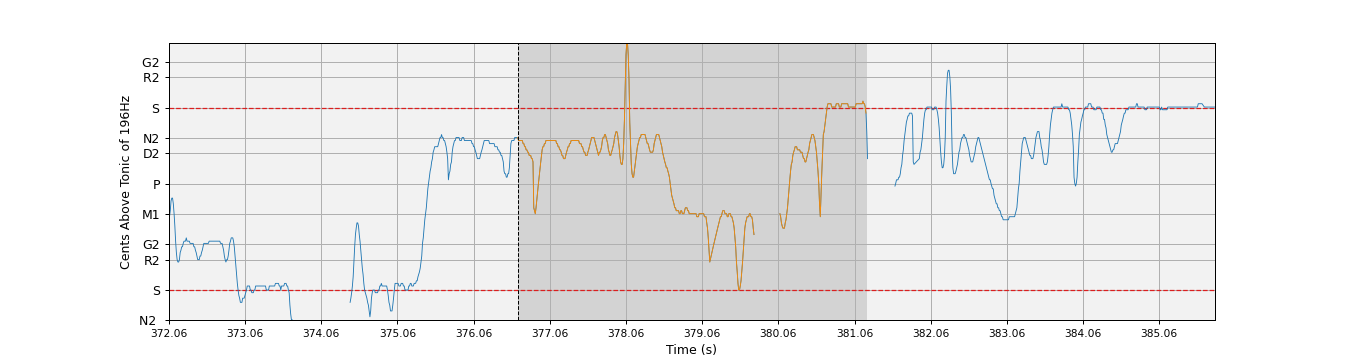 Cents Above Tonic of 196Hz
G2
R2
S
N2
D2
P
M1
G2
R2
S
N2
372.06 373.06 374.06 375.06 376.06 377.06 378.06 379.06 380.06 381.06 382.06 383.06 384.06 385.06
Time (s)